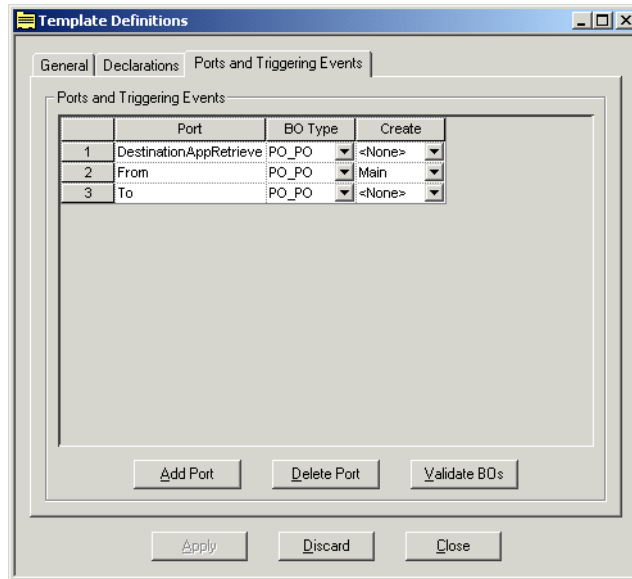 Template Definitions
General Declarations Ports and Triggering Events
Ports and Triggering Events
Port BO Type Create
1 DestinationAppRetrieve PO_PO <None>
2 From PO_PO Main
3 To PO_PO <None>
Add Port Delete Port Validate BOs
Apply Discard Close